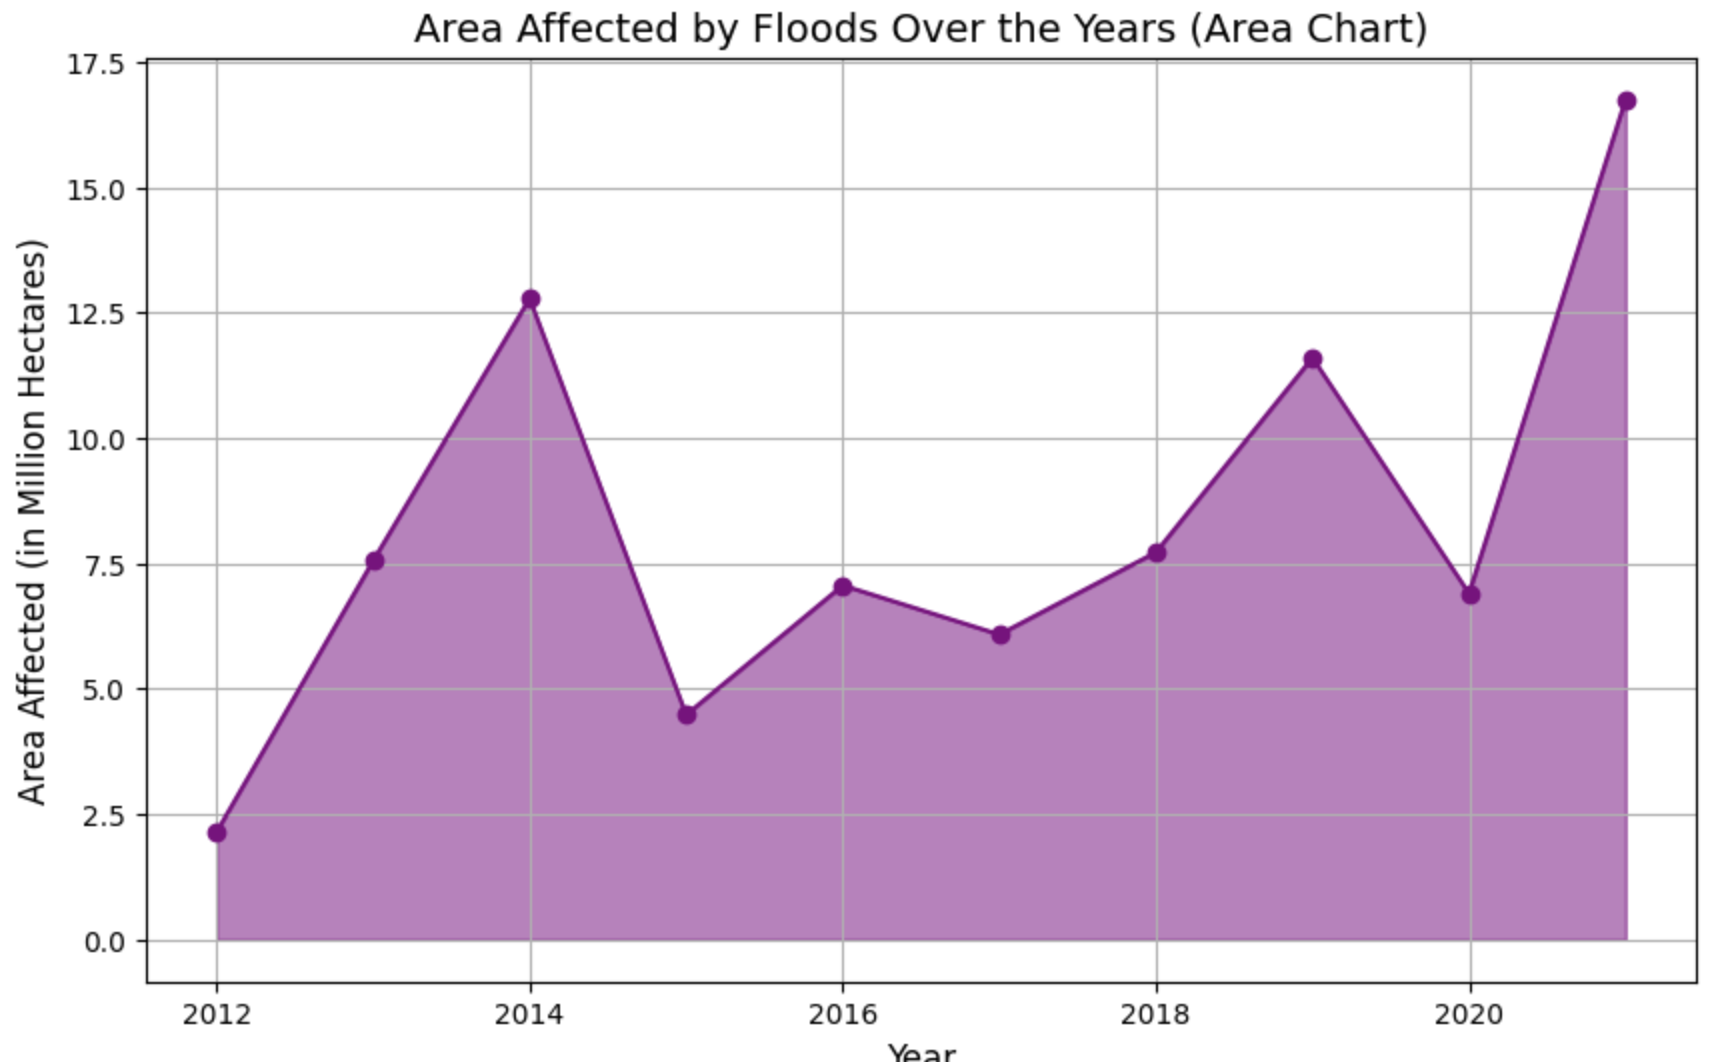 Area Affected by Floods Over the Years (Area Chart)
Area Affected (in Million Hectares)
17.5
15.0
12.5
10.0
7.5
5.0
2.5
0.0
2012 2014 2016 2018 2020
Year